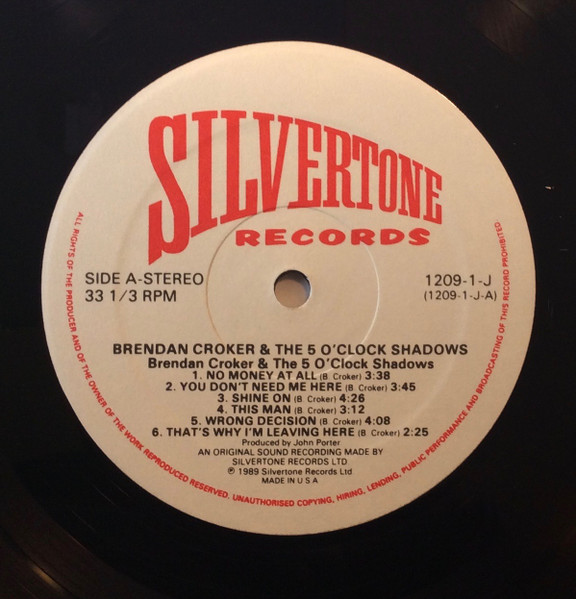 SILVERTONE
RECORDS
SIDE A-STEREO
33 1/3 RPM
1209-1-J
(1209-1-J-A)
BRENDAN CROKER & THE 5 O'CLOCK SHADOWS
Brendan Croker & The 5 O'Clock Shadows
1. NO MONEY AT ALL (B. Croker) 3:38
2. YOU DON'T NEED ME HERE (B. Croker) 3:45
3. SHINE ON (B. Croker) 4:26
4. THIS MAN (B. Croker) 3:12
5. WRONG DECISION (B. Croker) 4:08
6. THAT'S WHY I'M LEAVING HERE (B. Croker) 2:25
Produced by John Porter
AN ORIGINAL SOUND RECORDING MADE BY
SILVERTONE RECORDS LTD
℗ 1989 Silvertone Records Ltd
MADE IN U S A
ALL RIGHTS OF THE PRODUCER AND OF THE OWNER OF THE WORK REPRODUCED RESERVED. UNAUTHORISED COPYING, HIRING, LENDING, PUBLIC PERFORMANCE AND BROADCASTING OF THIS RECORD PROHIBITED